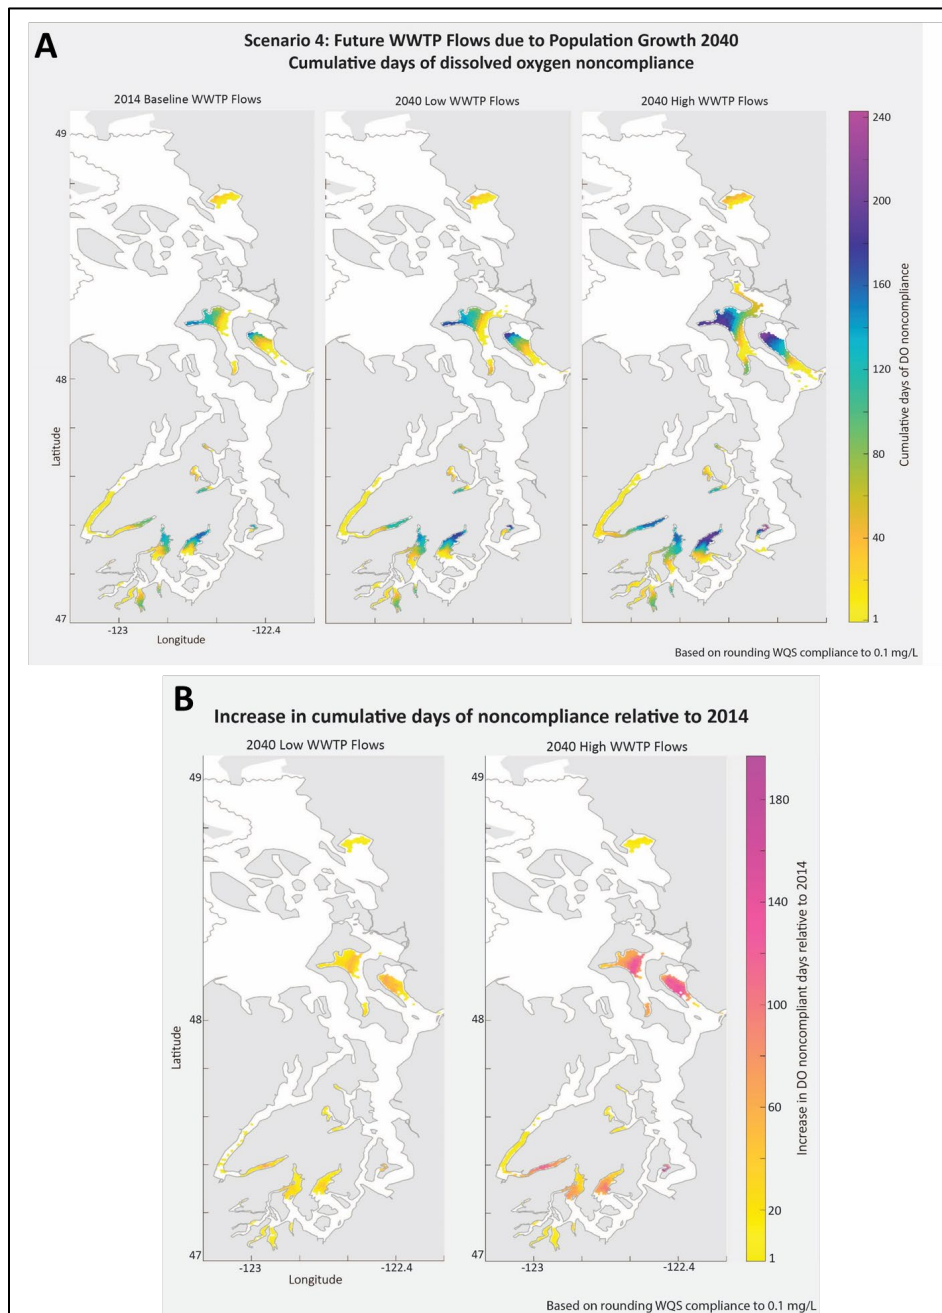 A
Scenario 4: Future WWTP Flows due to Population Growth 2040
Cumulative days of dissolved oxygen noncompliance
2014 Baseline WWTP Flows
2040 Low WWTP Flows
2040 High WWTP Flows
49
48
47
Latitude
-123
-122.4
Longitude
240
200
160
120
80
40
1
Cumulative days of DO noncompliance
Based on rounding WQS compliance to 0.1 mg/L
B
Increase in cumulative days of noncompliance relative to 2014
2040 Low WWTP Flows
2040 High WWTP Flows
49
48
47
Latitude
-123
-122.4
Longitude
-123
-122.4
180
140
100
60
20
1
Increase in DO noncompliant days relative to 2014
Based on rounding WQS compliance to 0.1 mg/L